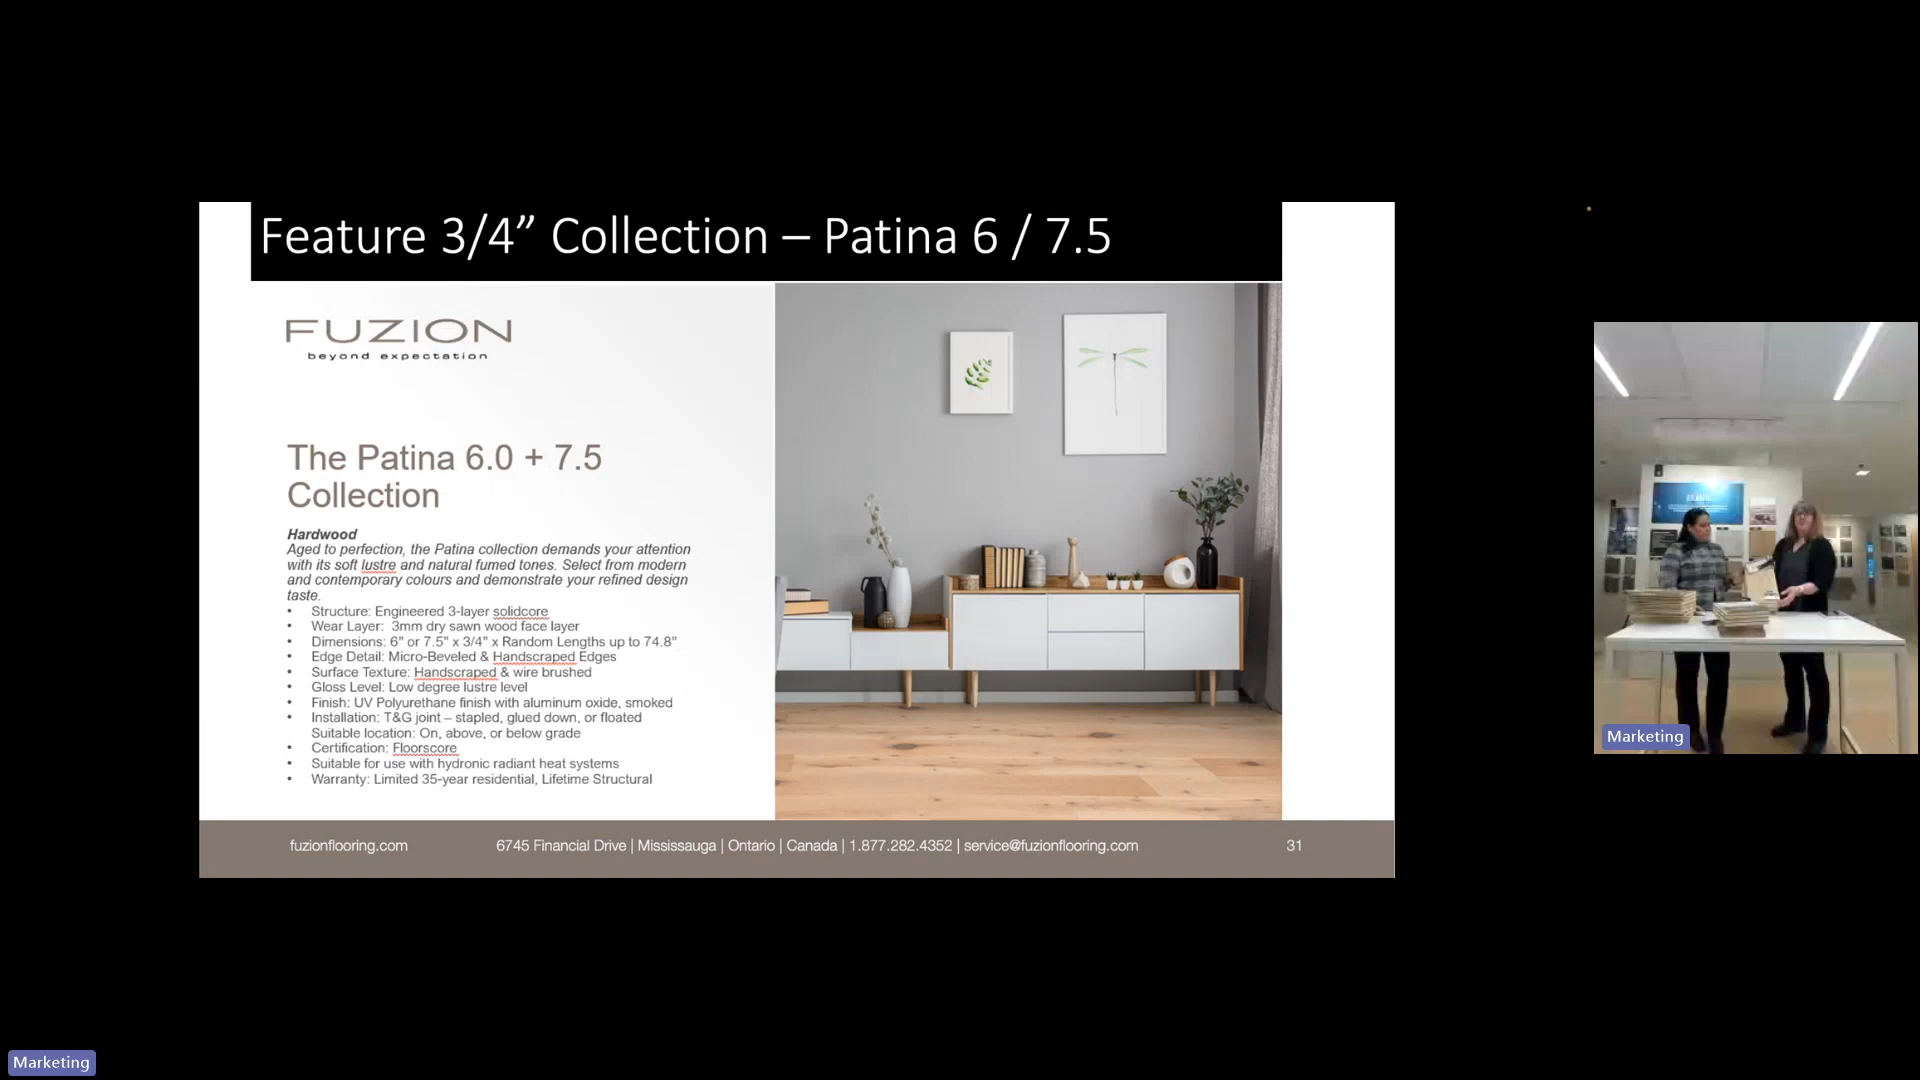 Feature 3/4” Collection – Patina 6 / 7.5
FUZION
beyond expectation
The Patina 6.0 + 7.5
Collection
Hardwood
Aged to perfection, the Patina collection demands your attention
with its soft lustre and natural fumed tones. Select from modern
and contemporary colours and demonstrate your refined design
taste.
• Structure: Engineered 3-layer solidcore
• Wear Layer: 3mm dry sawn wood face layer
• Dimensions: 6” or 7.5” x 3/4” x Random Lengths up to 74.8”
• Edge Detail: Micro-Beveled & Handscraped Edges
• Surface Texture: Handscraped & wire brushed
• Gloss Level: Low degree lustre level
• Finish: UV Polyurethane finish with aluminum oxide, smoked
• Installation: T&G joint – stapled, glued down, or floated
Suitable location: On, above, or below grade
• Certification: Floorscore
• Suitable for use with hydronic radiant heat systems
• Warranty: Limited 35-year residential, Lifetime Structural
fuzionflooring.com
6745 Financial Drive | Mississauga | Ontario | Canada | 1.877.282.4352 | service@fuzionflooring.com
31
Marketing
Marketing